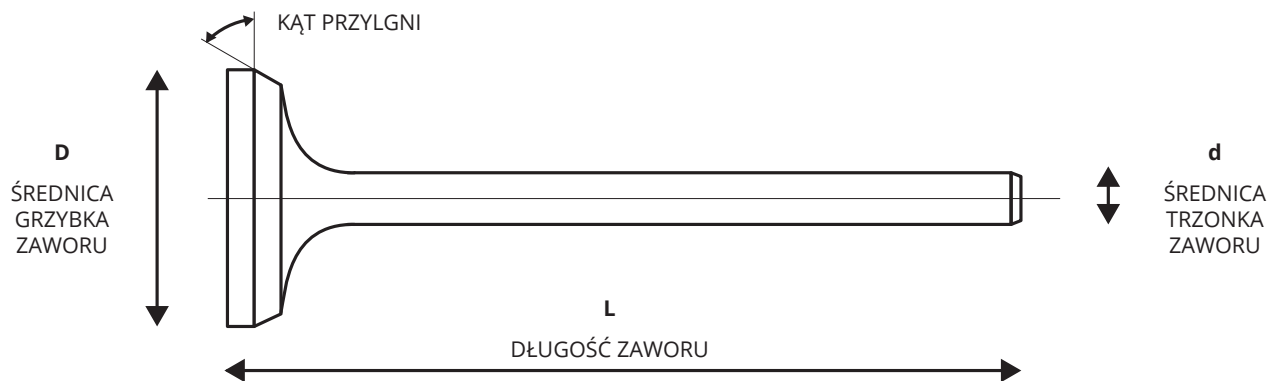 KĄT PRZYLGNI
D
ŚREDNICA
GRZYBKA
ZAWORU
d
ŚREDNICA
TRZONKA
ZAWORU
L
DŁUGOŚĆ ZAWORU